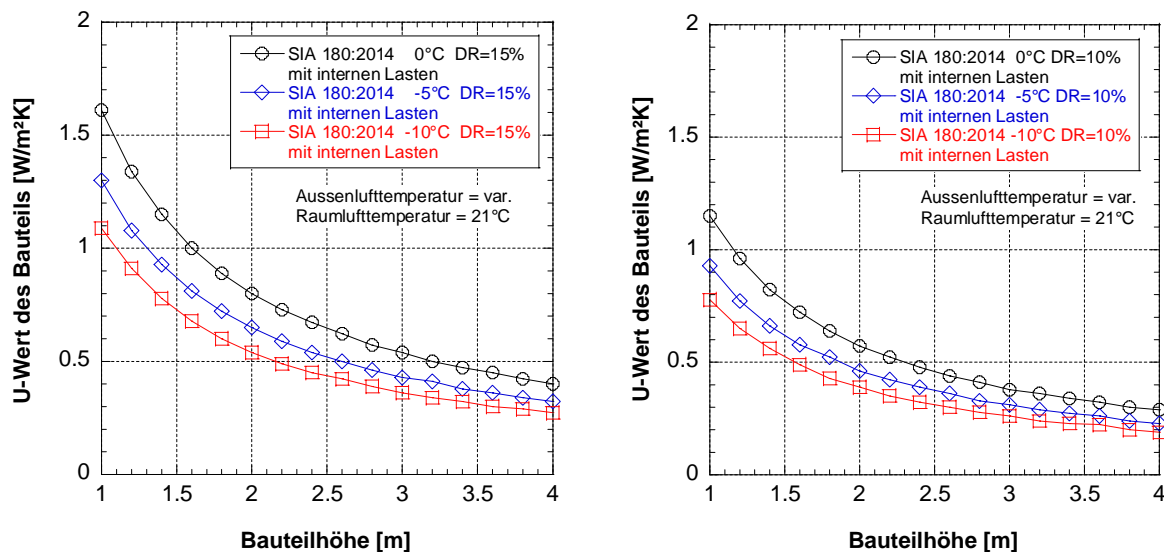 2
1.5
1
0.5
0
U-Wert des Bauteils [W/m²K]
SIA 180:2014 0°C DR=15%
mit internen Lasten
SIA 180:2014 -5°C DR=15%
mit internen Lasten
SIA 180:2014 -10°C DR=15%
mit internen Lasten
Aussenlufttemperatur = var.
Raumlufttemperatur = 21°C
1 1.5 2 2.5 3 3.5 4
Bauteilhöhe [m]
2
1.5
1
0.5
0
U-Wert des Bauteils [W/m²K]
SIA 180:2014 0°C DR=10%
mit internen Lasten
SIA 180:2014 -5°C DR=10%
mit internen Lasten
SIA 180:2014 -10°C DR=10%
mit internen Lasten
Aussenlufttemperatur = var.
Raumlufttemperatur = 21°C
1 1.5 2 2.5 3 3.5 4
Bauteilhöhe [m]